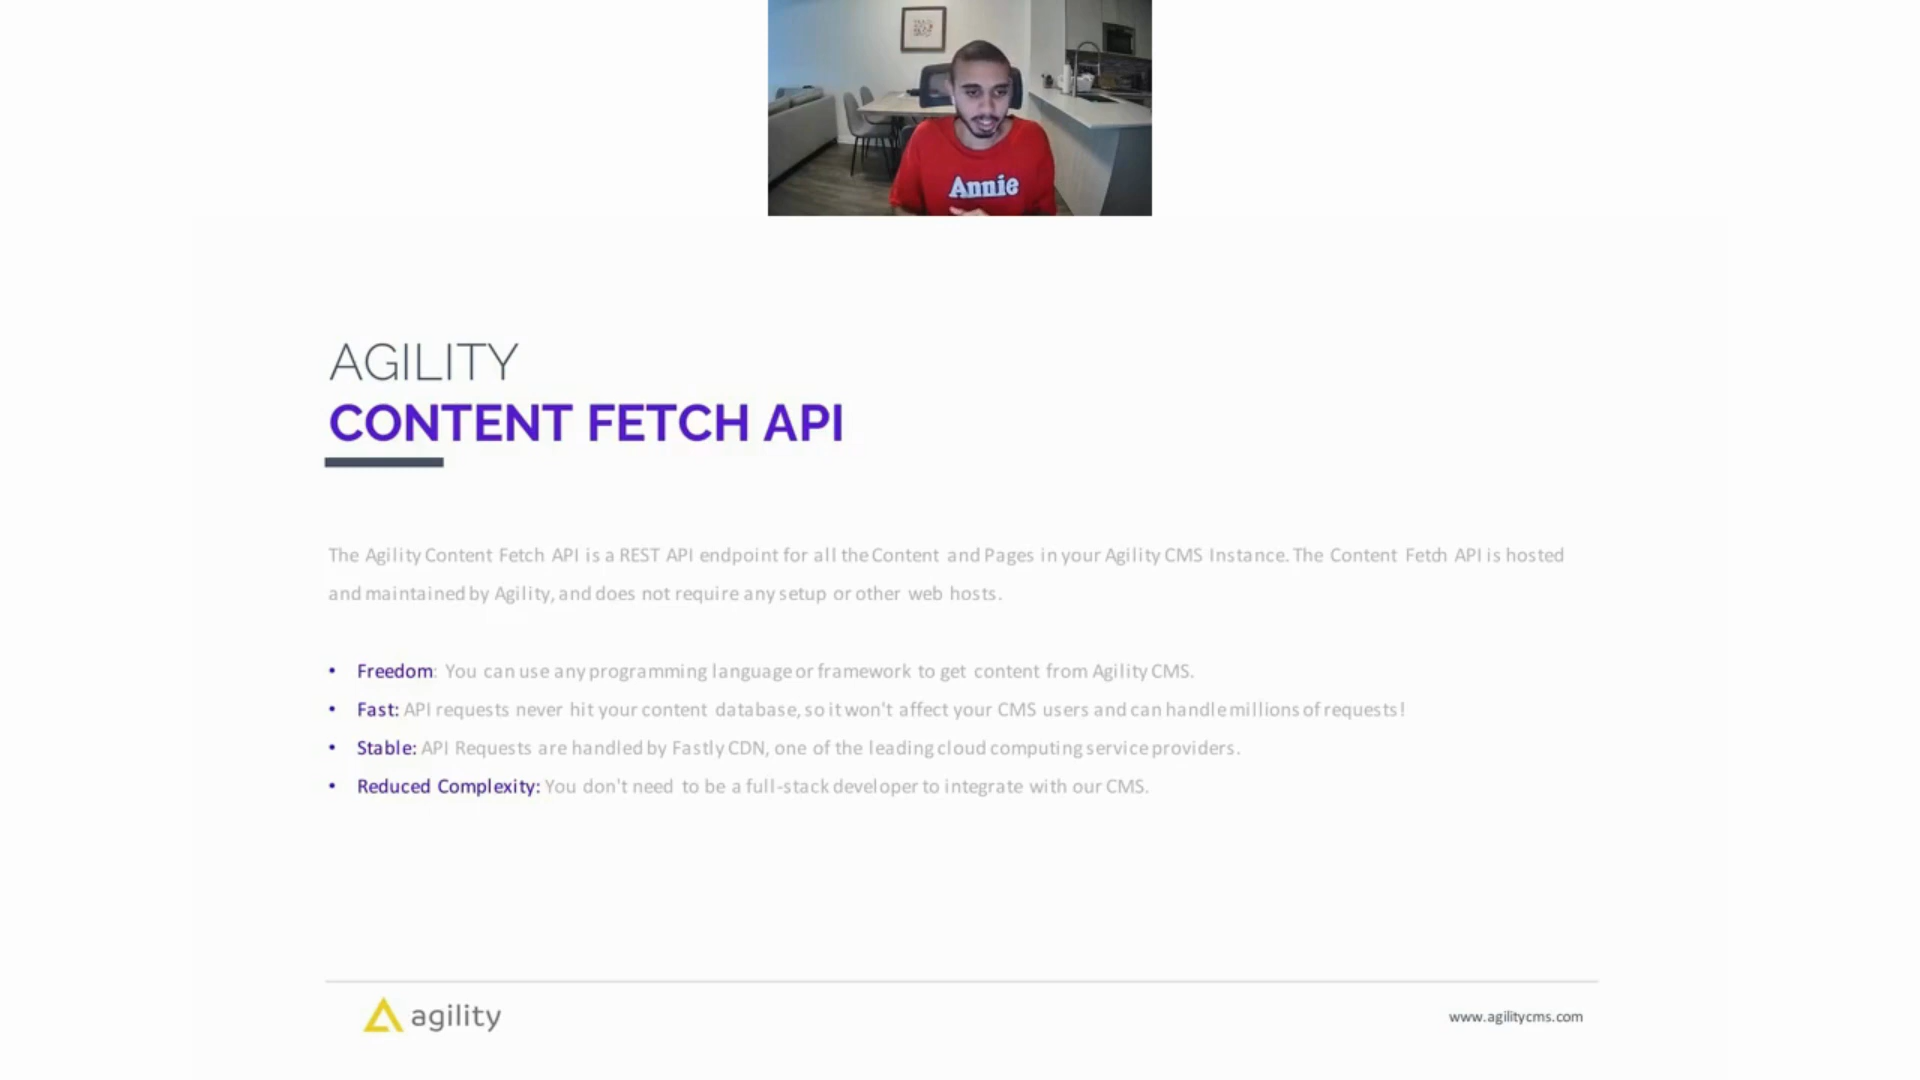 Annie
AGILITY
CONTENT FETCH API
The Agility Content Fetch API is a REST API endpoint for all the Content and Pages in your Agility CMS Instance. The Content Fetch API is hosted
and maintained by Agility, and does not require any setup or other web hosts.
• Freedom: You can use any programming language or framework to get content from Agility CMS.
• Fast: API requests never hit your content database, so it won't affect your CMS users and can handle millions of requests!
• Stable: API Requests are handled by Fastly CDN, one of the leading cloud computing service providers.
• Reduced Complexity: You don't need to be a full-stack developer to integrate with our CMS.
agility
www.agilitycms.com